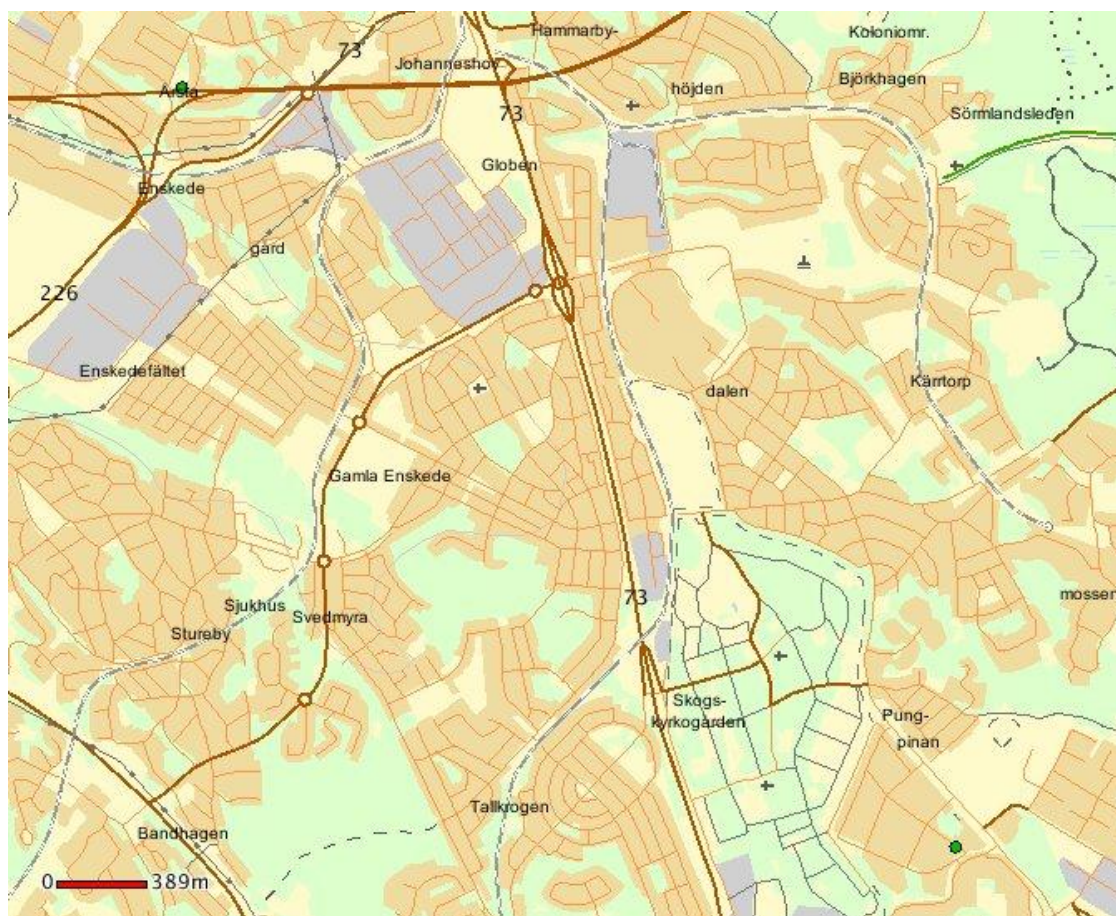 Hammarby-
Koloniomr.
73
Johanneshov
Björkhagen
Årsta
höjden
Sörmlandsleden
73
Globen
Enskede
gård
226
Enskedefältet
dalen
Kärrtorp
Gamla Enskede
73
mossen
Sjukhus
Svedmyra
Stureby
Skogs-
kyrkogården
Pung-
pinan
Tallkrogen
Bandhagen
0 389m